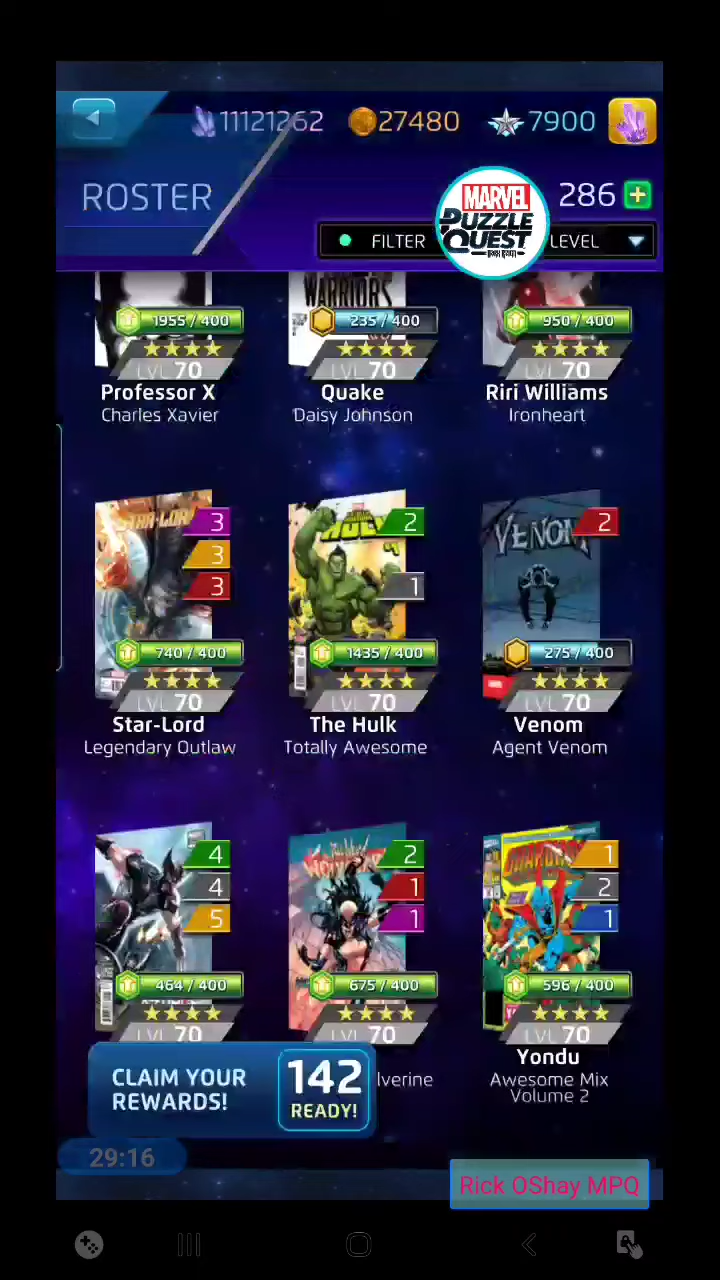 11121262 27480 7900
ROSTER
MARVEL
PUZZLE
QUEST
286
FILTER
LEVEL
WARRIORS
1955 / 400 235 / 400 950 / 400
LVL 70 LVL 70 LVL 70
Professor X Quake Riri Williams
Charles Xavier Daisy Johnson Ironheart
STAR-LORD 3 HULK 2 VENOM 2
3
3 1
740 / 400 1435 / 400 275 / 400
LVL 70 LVL 70 LVL 70
Star-Lord The Hulk Venom
Legendary Outlaw Totally Awesome Agent Venom
4 2 1
4 1 2
5 1 1
464 / 400 675 / 400 596 / 400
LVL 70 LVL 70 LVL 70
Yondu
lverine Awesome Mix
Volume 2
CLAIM YOUR
REWARDS!
142
READY!
29:16
Rick OShay MPQ